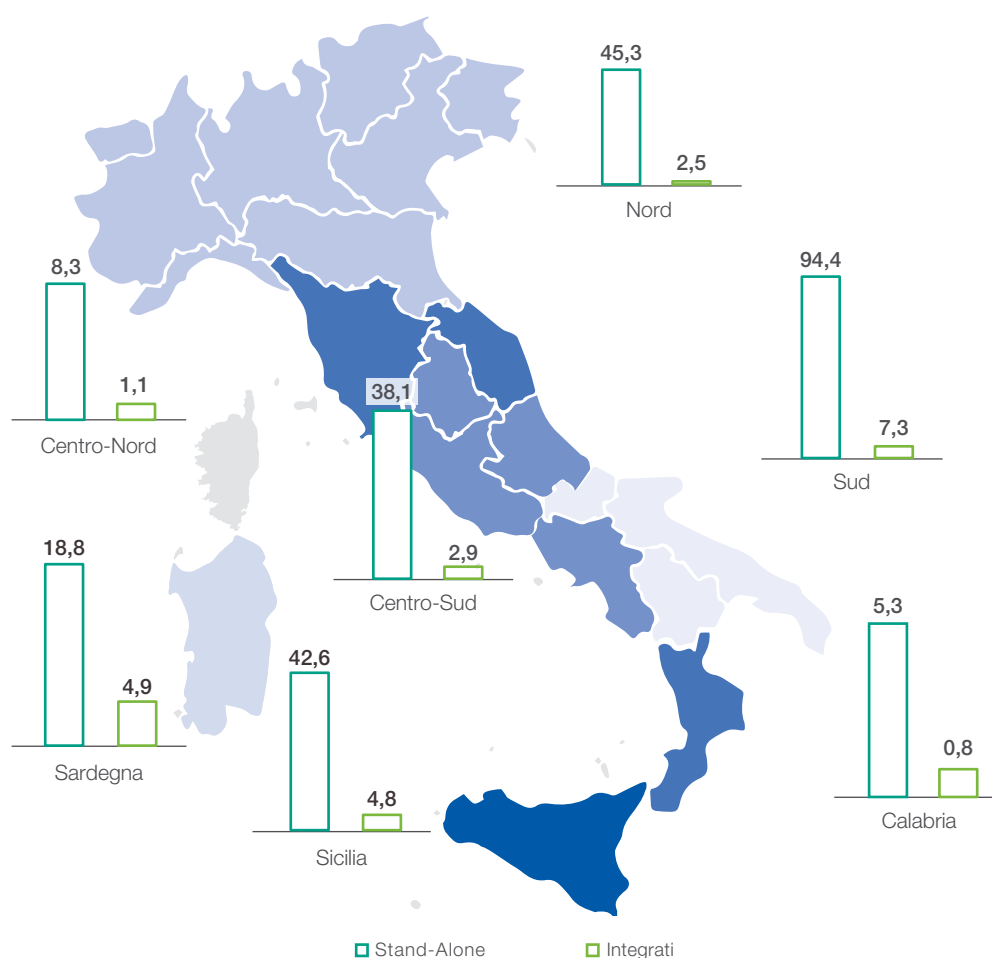 45,3
2,5
Nord
8,3
1,1
Centro-Nord
94,4
7,3
Sud
38,1
2,9
Centro-Sud
18,8
4,9
Sardegna
42,6
4,8
Sicilia
5,3
0,8
Calabria
Stand-Alone
Integrati